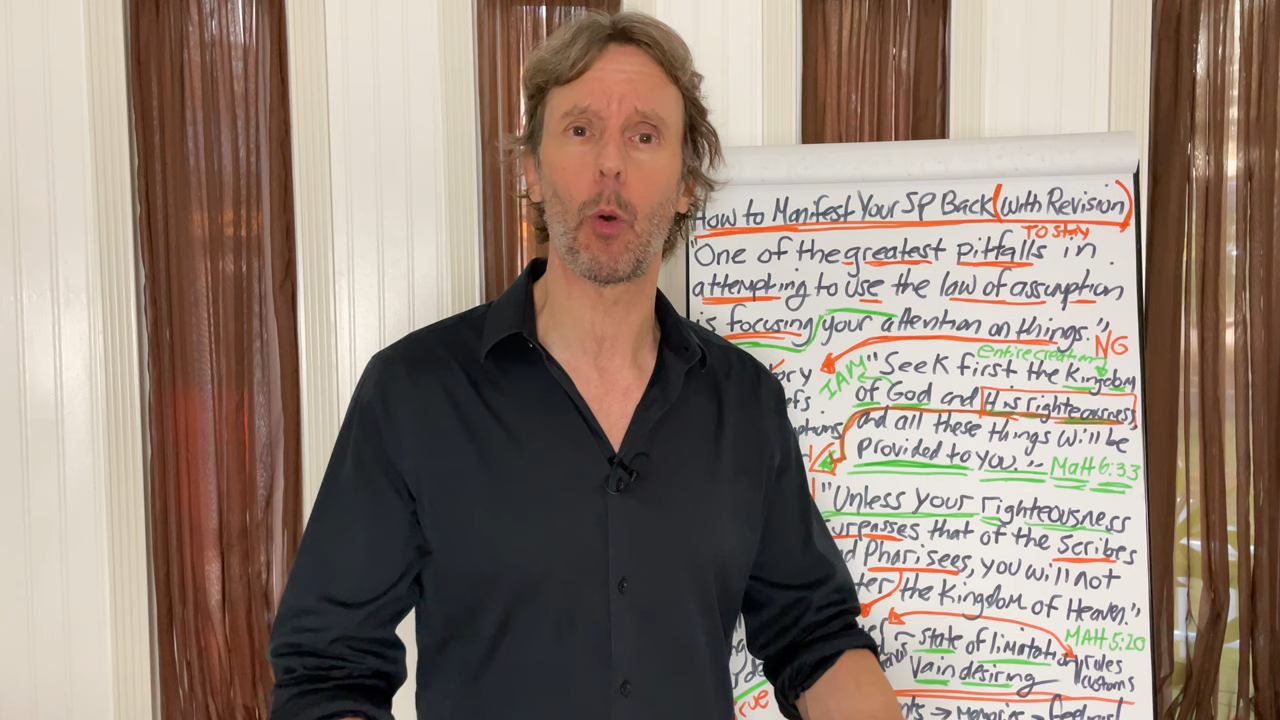 How to Manifest Your SP Back (with Revision)
TO stay
"One of the greatest pitfalls in
attempting to use the law of assumption
is focusing your attention on things."
NG
entire creation
"Seek first the Kingdom
I AM
of God and His righteousness,
and all these things will be
provided to you."~ Matt 6:33
"Unless your righteousness
surpasses that of the Scribes
Pharisees, you will not
the Kingdom of Heaven."
MAtt 5:20
state of limitation
rules
customs
Vain desiring
→ Memories →